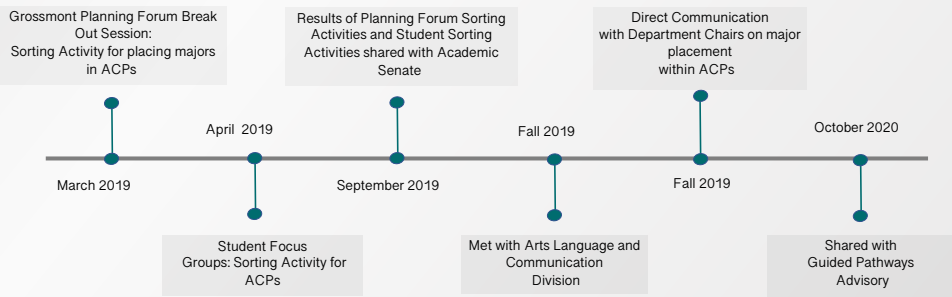 Grossmont Planning Forum Break
Out Session:
Sorting Activity for placing majors
in ACPs
Results of Planning Forum Sorting
Activities and Student Sorting
Activities shared with Academic
Senate
Direct Communication
with Department Chairs on major
placement
within ACPs
April 2019
Fall 2019
October 2020
March 2019
September 2019
Fall 2019
Student Focus
Groups: Sorting Activity for
ACPs
Met with Arts Language and
Communication
Division
Shared with
Guided Pathways
Advisory